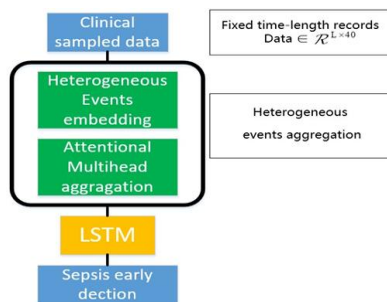 Clinical
sampled data
Fixed time-length records
Data ∈ ℛ^{L×40}
Heterogeneous
Events
embedding
Heterogeneous
events aggregation
Attentional
Multihead
aggragation
LSTM
Sepsis early
dection